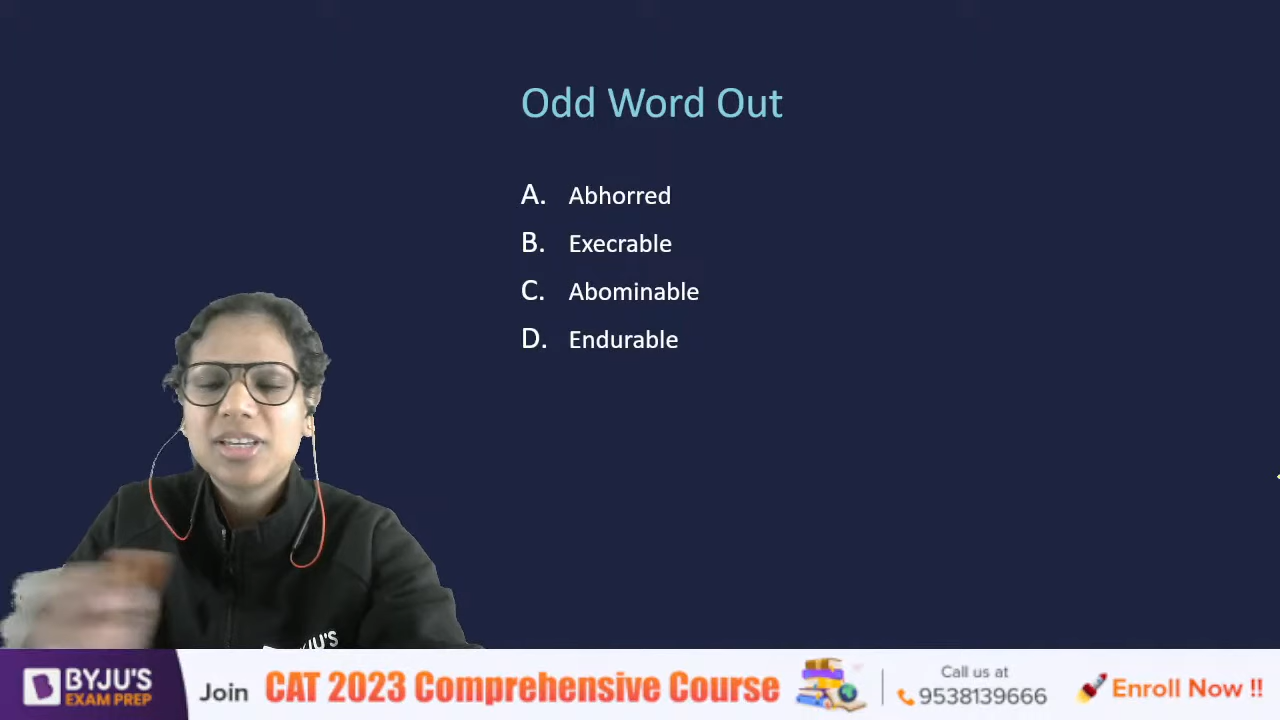 Odd Word Out
A. Abhorred
B. Execrable
C. Abominable
D. Endurable
BYJU'S
EXAM PREP
Join CAT 2023 Comprehensive Course
Call us at
9538139666
Enroll Now !!